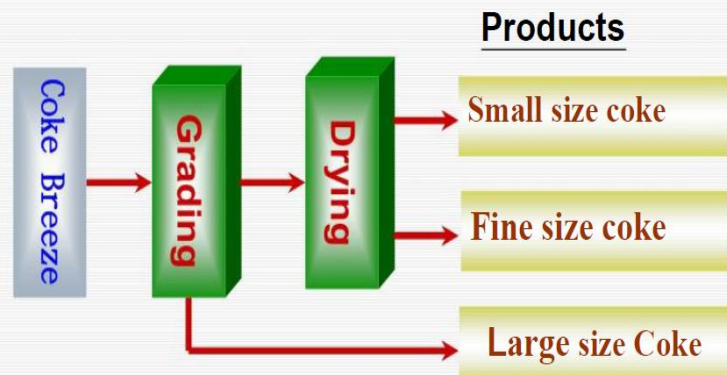 Products
Coke Breeze
Grading
Drying
Small size coke
Fine size coke
Large size Coke